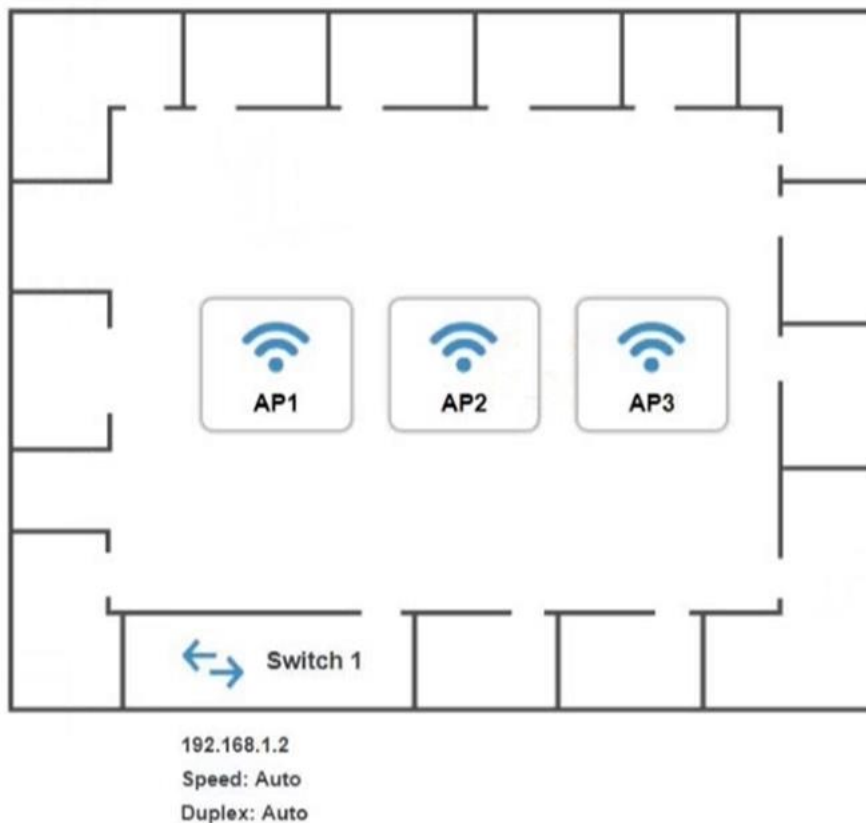 AP1
AP2
AP3
Switch 1
192.168.1.2
Speed: Auto
Duplex: Auto